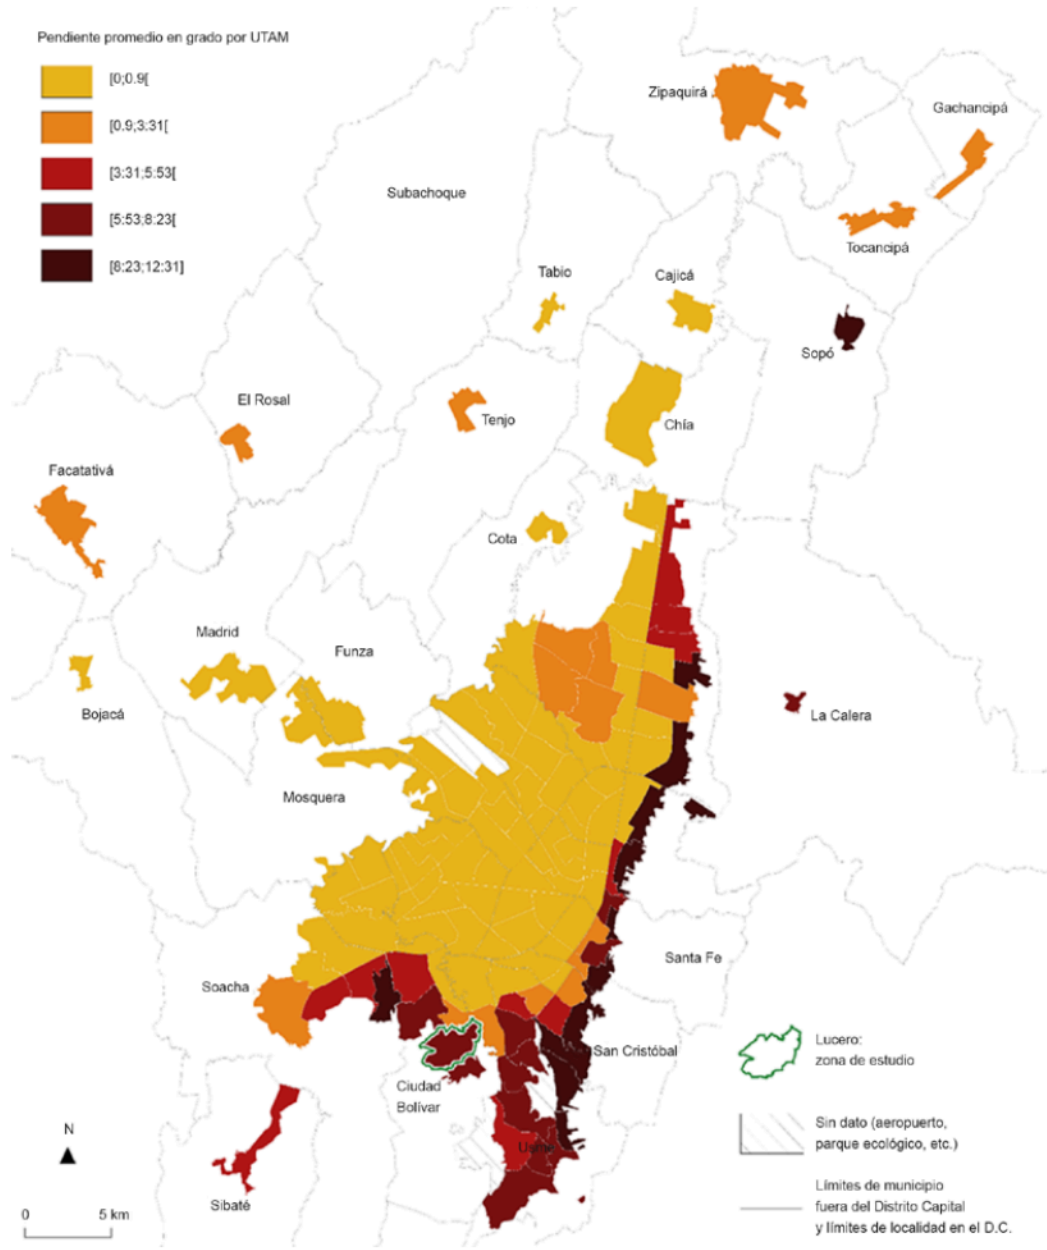 Pendiente promedio en grado por UTAM
[0;0.9[
[0.9;3:31[
[3:31;5:53[
[5:53;8:23[
[8:23;12:31]
Zipaquirá
Gachancipá
Subachoque
Tocancipá
Tabio
Cajicá
Sopó
El Rosal
Tenjo
Chía
Facatativá
Cota
Madrid
Funza
Bojacá
La Calera
Mosquera
Santa Fe
Soacha
San Cristóbal
Ciudad
Bolívar
Usme
Sibaté
Lucero:
zona de estudio
Sin dato (aeropuerto,
parque ecológico, etc.)
Límites de municipio
fuera del Distrito Capital
y límites de localidad en el D.C.
N
0 5 km